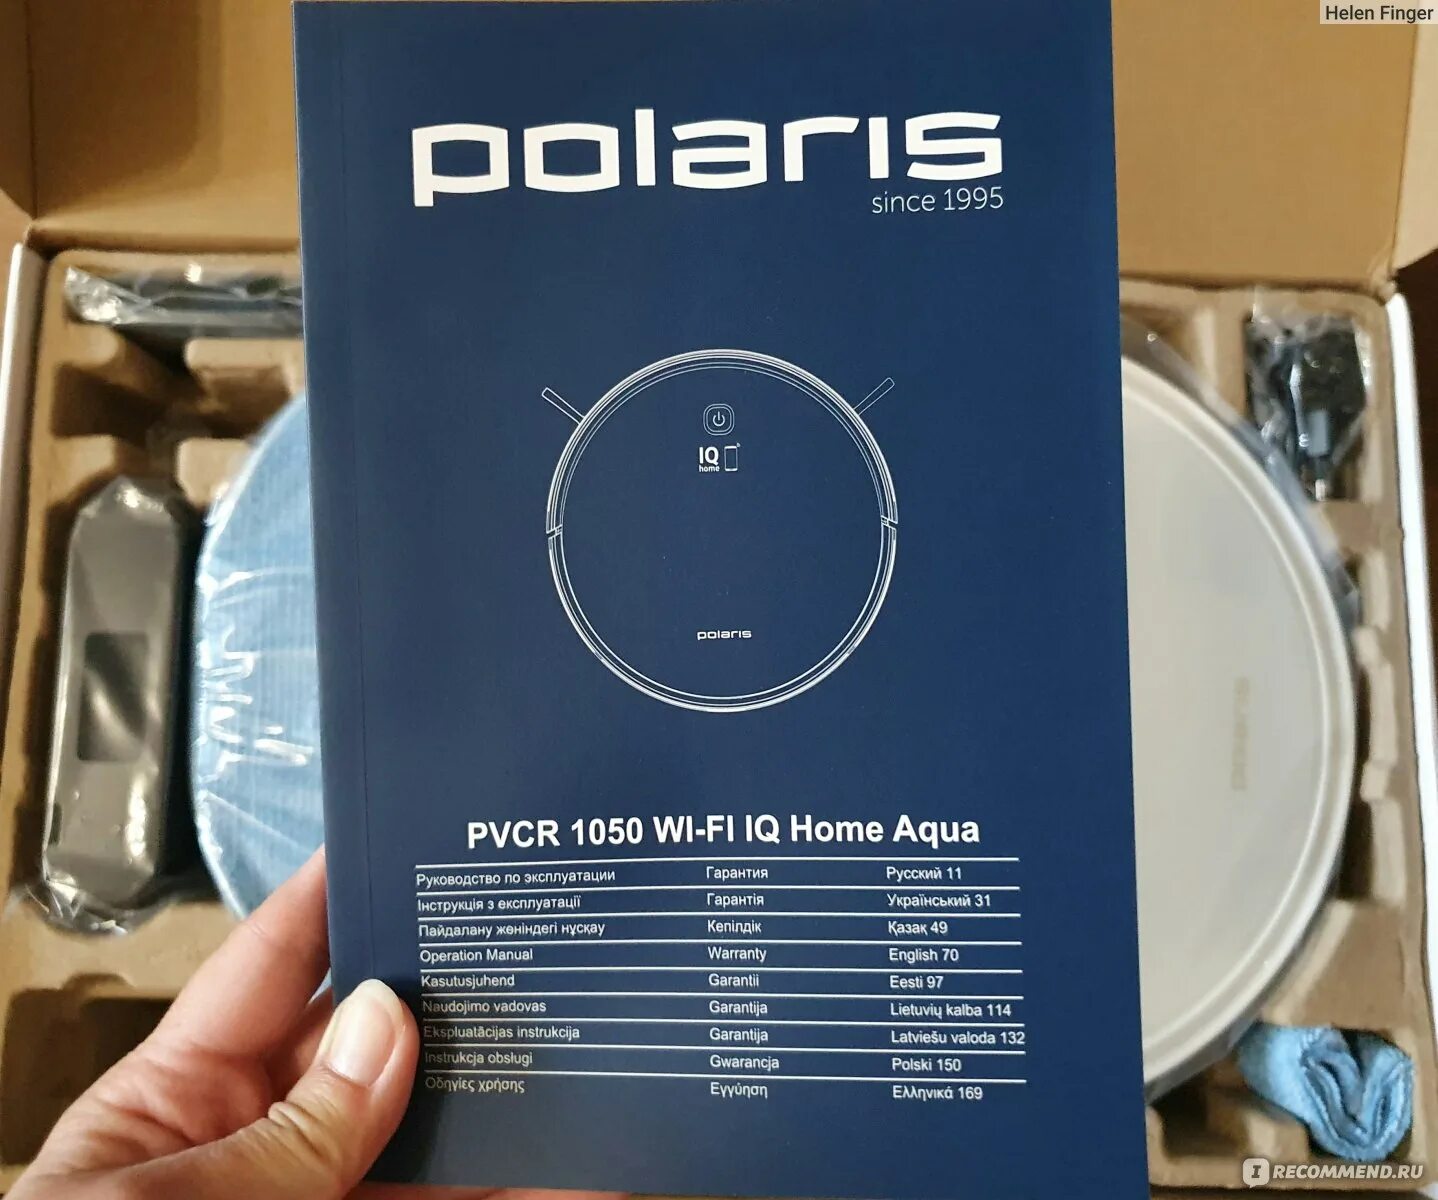 Helen Finger
polaris
since 1995
IQ
home
polaris
polaris
PVCR 1050 WI-FI IQ Home Aqua
Руководство по эксплуатации Гарантия Русский 11
Інструкція з експлуатації Гарантія Український 31
Пайдалану жөніндегі нұсқау Кепілдік Қазақ 49
Operation Manual Warranty English 70
Kasutusjuhend Garantii Eesti 97
Naudojimo vadovas Garantija Lietuvių kalba 114
Ekspluatācijas instrukcija Garantija Latviešu valoda 132
Instrukcja obsługi Gwarancja Polski 150
Οδηγίες χρήσης Εγγύηση Ελληνικά 169
IRECOMMEND.RU